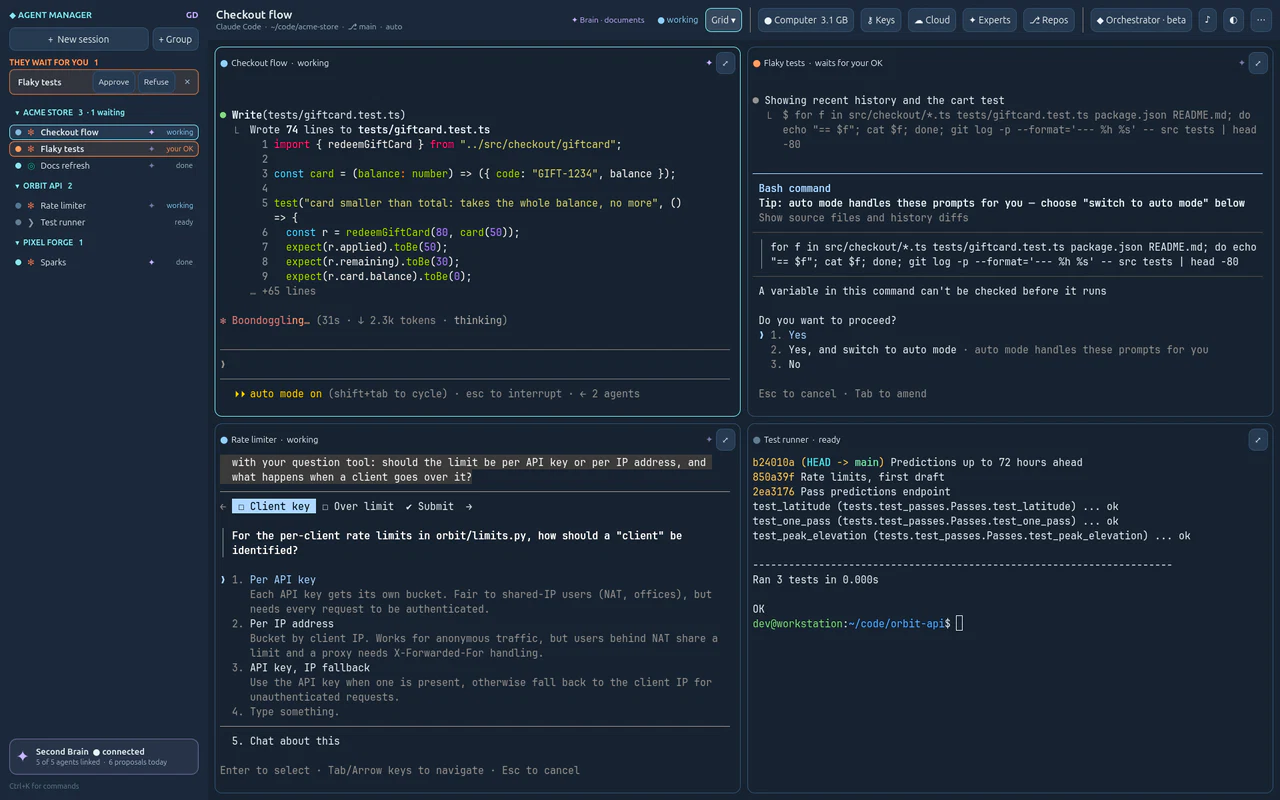 ◆ AGENT MANAGER GD
+ New session + Group
THEY WAIT FOR YOU 1
Flaky tests Approve Refuse ×
▾ ACME STORE 3 · 1 waiting
Checkout flow working
Flaky tests your OK
Docs refresh done
▾ ORBIT API 2
Rate limiter working
Test runner ready
▾ PIXEL FORGE 1
Sparks done
Second Brain ● connected
5 of 5 agents linked · 6 proposals today
Ctrl+K for commands
Checkout flow
Claude Code · ~/code/acme-store · ⎇ main · auto
✦ Brain · documents ● working Grid ▾ ● Computer 3.1 GB Keys Cloud ✦ Experts ⎇ Repos ◆ Orchestrator · beta ♪ ◐ ⋯
Checkout flow · working
● Write(tests/giftcard.test.ts)
└ Wrote 74 lines to tests/giftcard.test.ts
1 import { redeemGiftCard } from "../src/checkout/giftcard";
2
3 const card = (balance: number) => ({ code: "GIFT-1234", balance });
4
5 test("card smaller than total: takes the whole balance, no more", ()
=> {
6 const r = redeemGiftCard(80, card(50));
7 expect(r.applied).toBe(50);
8 expect(r.remaining).toBe(30);
9 expect(r.card.balance).toBe(0);
… +65 lines
✻ Boondoggling… (31s · ↓ 2.3k tokens · thinking)
❯
⏵⏵ auto mode on (shift+tab to cycle) · esc to interrupt · ← 2 agents
Flaky tests · waits for your OK
● Showing recent history and the cart test
└ $ for f in src/checkout/*.ts tests/giftcard.test.ts package.json README.md; do
echo "== $f"; cat $f; done; git log -p --format='--- %h %s' -- src tests | head
-80
Bash command
Tip: auto mode handles these prompts for you — choose "switch to auto mode" below
Show source files and history diffs
for f in src/checkout/*.ts tests/giftcard.test.ts package.json README.md; do echo
"== $f"; cat $f; done; git log -p --format='--- %h %s' -- src tests | head -80
A variable in this command can't be checked before it runs
Do you want to proceed?
❯ 1. Yes
2. Yes, and switch to auto mode · auto mode handles these prompts for you
3. No
Esc to cancel · Tab to amend
Rate limiter · working
with your question tool: should the limit be per API key or per IP address, and
what happens when a client goes over it?
← ☐ Client key ☐ Over limit ✔ Submit →
For the per-client rate limits in orbit/limits.py, how should a "client" be
identified?
❯ 1. Per API key
Each API key gets its own bucket. Fair to shared-IP users (NAT, offices), but
needs every request to be authenticated.
2. Per IP address
Bucket by client IP. Works for anonymous traffic, but users behind NAT share a
limit and a proxy needs X-Forwarded-For handling.
3. API key, IP fallback
Use the API key when one is present, otherwise fall back to the client IP for
unauthenticated requests.
4. Type something.
5. Chat about this
Enter to select · Tab/Arrow keys to navigate · Esc to cancel
Test runner · ready
b24010a (HEAD -> main) Predictions up to 72 hours ahead
850a39f Rate limits, first draft
2ea3176 Pass predictions endpoint
test_latitude (tests.test_passes.Passes.test_latitude) ... ok
test_one_pass (tests.test_passes.Passes.test_one_pass) ... ok
test_peak_elevation (tests.test_passes.Passes.test_peak_elevation) ... ok
----------------------------------------------------------------------
Ran 3 tests in 0.000s
OK
dev@workstation:~/code/orbit-api$